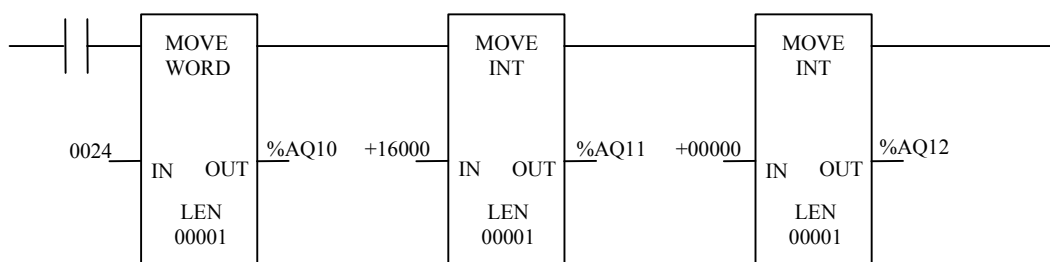 MOVE MOVE MOVE
WORD INT INT
0024 %AQ10 +16000 %AQ11 +00000 %AQ12
IN OUT IN OUT IN OUT
LEN LEN LEN
00001 00001 00001